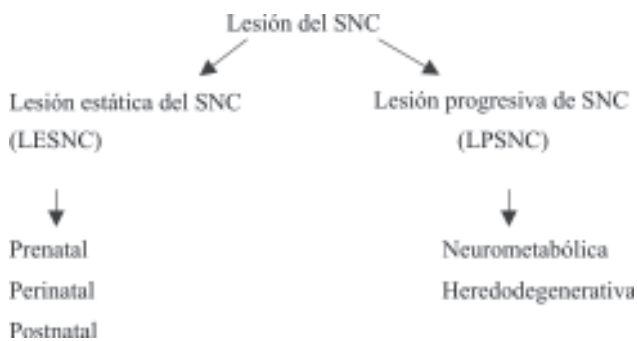 Lesión del SNC
Lesión estática del SNC
(LESNC)
Lesión progresiva de SNC
(LPSNC)
Prenatal
Perinatal
Postnatal
Neurometabólica
Heredodegenerativa